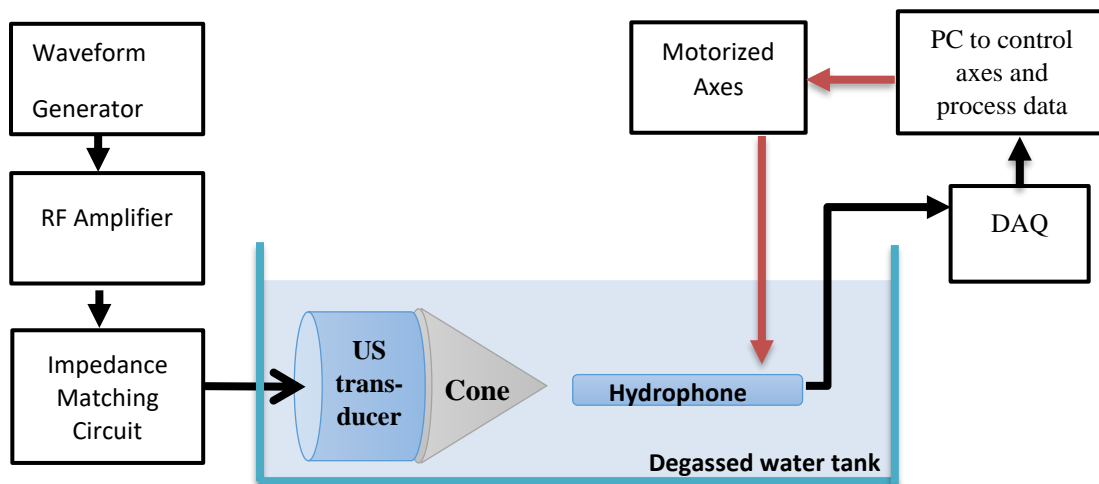 Waveform
Generator
RF Amplifier
Impedance
Matching
Circuit
US
trans-
ducer
Cone
Hydrophone
Degassed water tank
Motorized
Axes
PC to control
axes and
process data
DAQ